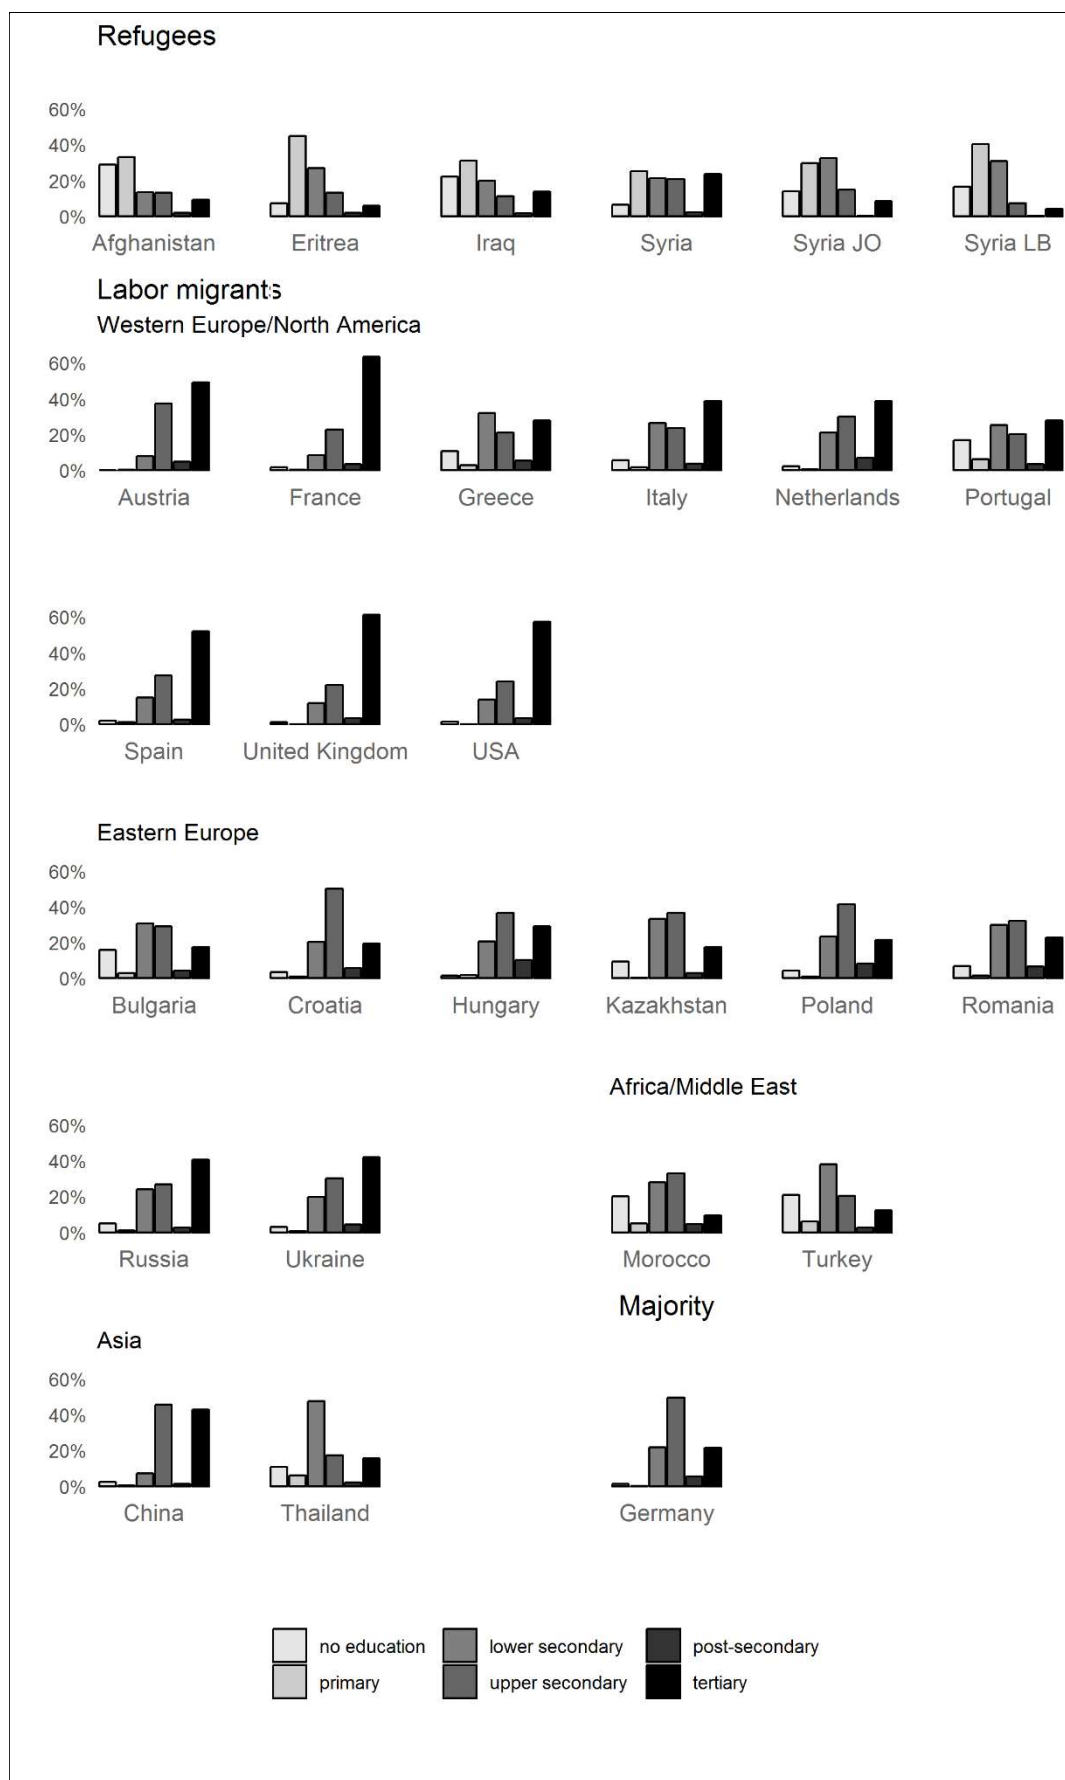 Refugees
60%
40%
20%
0%
Afghanistan Eritrea Iraq Syria Syria JO Syria LB
Labor migrants
Western Europe/North America
60%
40%
20%
0%
Austria France Greece Italy Netherlands Portugal
60%
40%
20%
0%
Spain United Kingdom USA
Eastern Europe
60%
40%
20%
0%
Bulgaria Croatia Hungary Kazakhstan Poland Romania
Africa/Middle East
60%
40%
20%
0%
Russia Ukraine Morocco Turkey
Majority
Asia
60%
40%
20%
0%
China Thailand Germany
no education lower secondary post-secondary
primary upper secondary tertiary